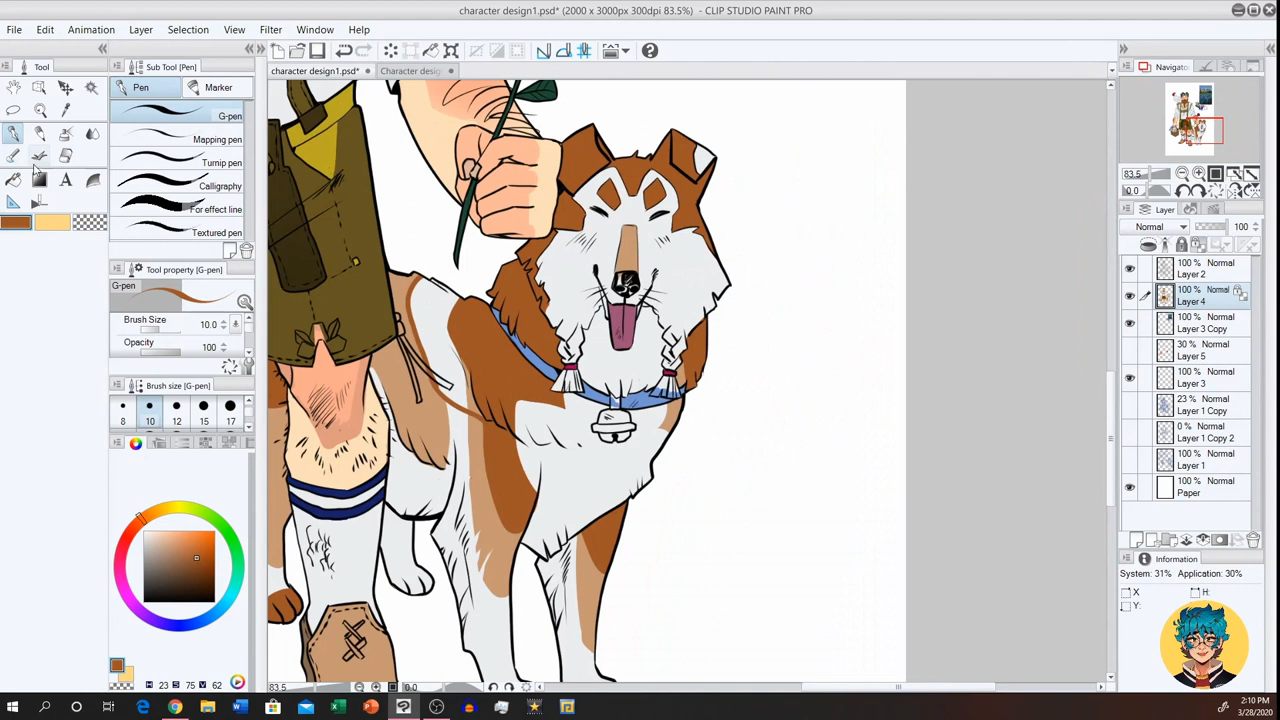 character design1.psd* (2000 x 3000px 300dpi 83.5%) - CLIP STUDIO PAINT PRO
File Edit Animation Layer Selection View Filter Window Help
Tool
Sub Tool [Pen]
character design1.psd*
Character desig
Navigator
Pen
Marker
G-pen
Mapping pen
Turnip pen
Calligraphy
For effect line
Textured pen
Tool property [G-pen]
G-pen
Brush Size 10.0
Opacity 100
Brush size [G-pen]
8 10 12 15 17
H 23 S 75 V 62
83.5 0.0
83.5
0.0
Layer
Normal 100
100 % Normal
Layer 2
100 % Normal
Layer 4
100 % Normal
Layer 3 Copy
30 % Normal
Layer 5
100 % Normal
Layer 3
23 % Normal
Layer 1 Copy
0 % Normal
Layer 1 Copy 2
100 % Normal
Layer 1
100 % Normal
Paper
Information
System: 31% Application: 30%
X H:
Y:
2:10 PM
3/28/2020